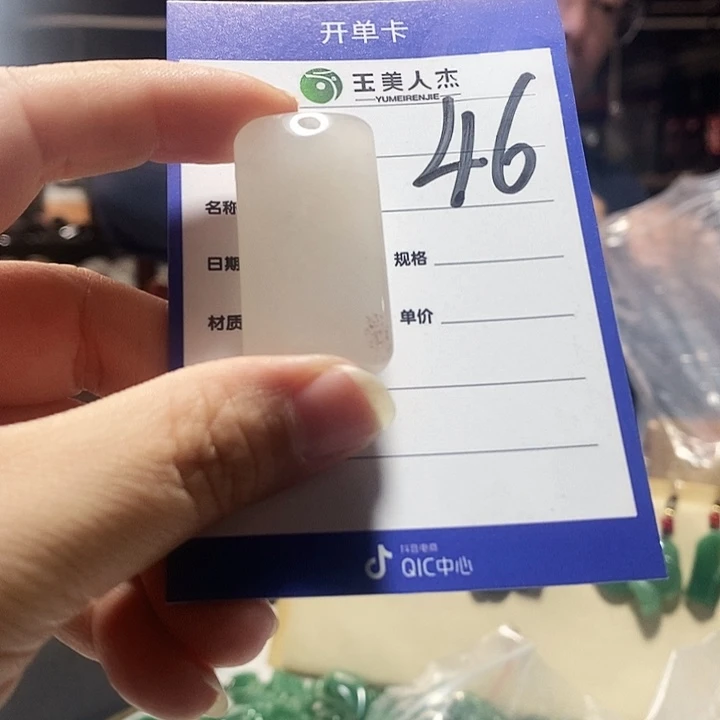 开单卡
玉美人杰
YUMEIRENJIE
46
名称
日期 规格
材质 单价
抖音电商
QIC中心